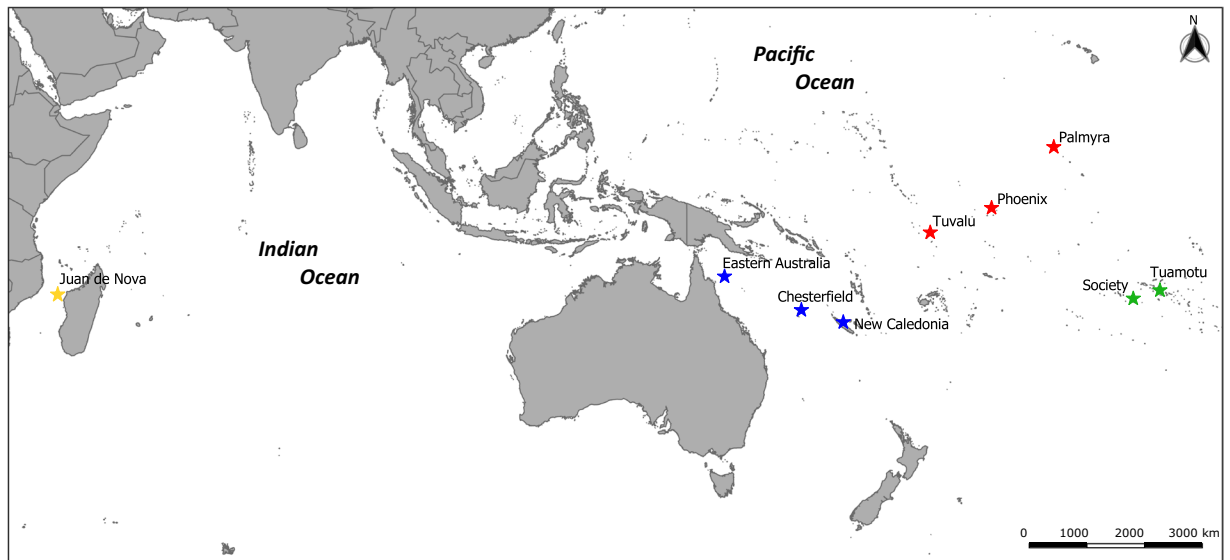 N
Pacific
Ocean
Palmyra
Phoenix
Tuvalu
Indian
Ocean
Eastern Australia
Tuamotu
Juan de Nova
Society
Chesterfield
New Caledonia
0 1000 2000 3000 km